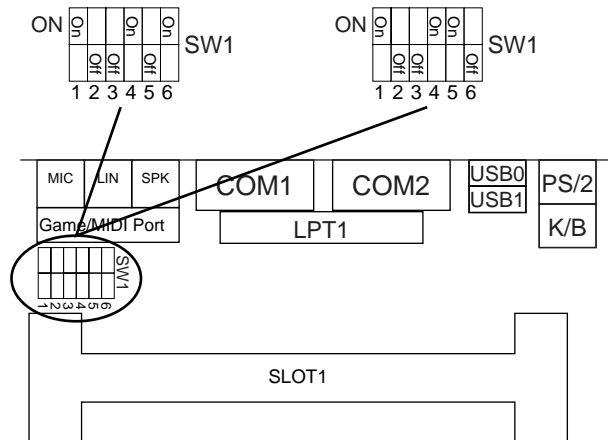 ON On On On SW1
Off Off Off
1 2 3 4 5 6
ON On On On SW1
Off Off Off
1 2 3 4 5 6
MIC LIN SPK COM1 COM2 USB0 PS/2
USB1
Game/MIDI Port LPT1 K/B
SW1
1 2 3 4 5 6
SLOT1